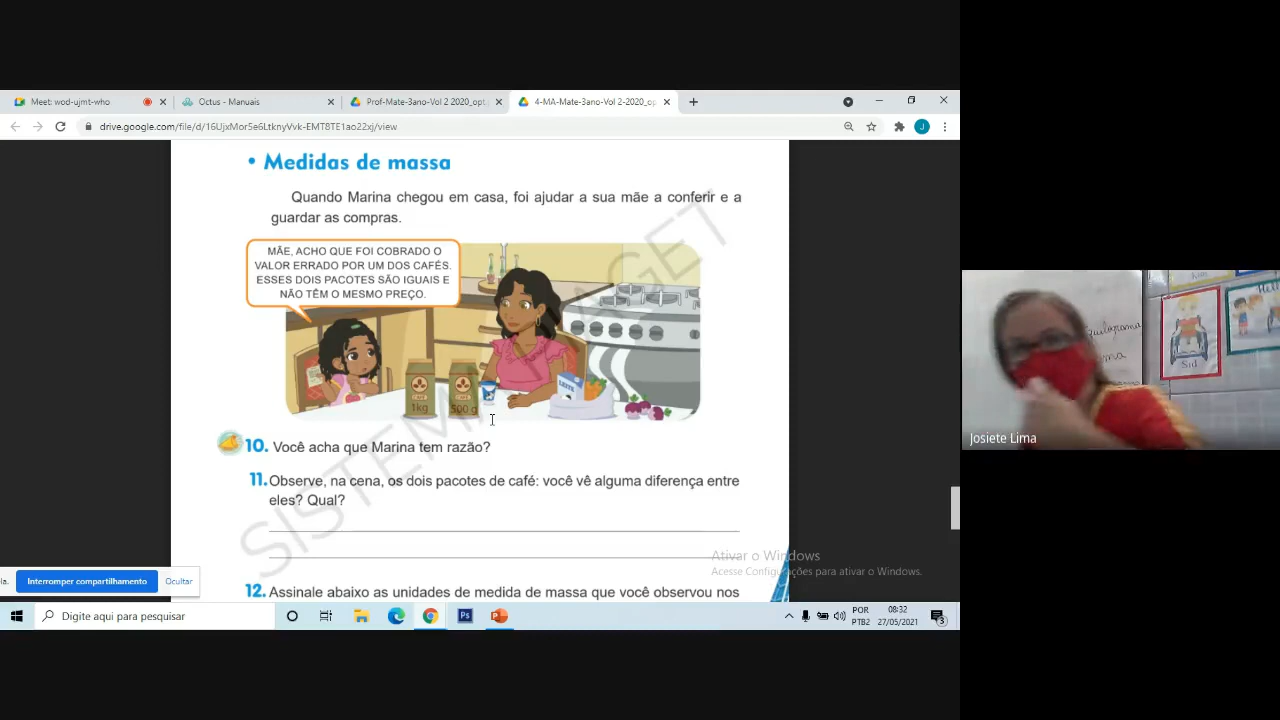 Meet: wod-ujmt-who
Octus - Manuais
Prof-Mate-3ano-Vol 2 2020_opt.
4-MA-Mate-3ano-Vol 2-2020_op
drive.google.com/file/d/16UjxMor5e6LtknyVvk-EMT8TE1ao22xj/view
J
• Medidas de massa
Quando Marina chegou em casa, foi ajudar a sua mãe a conferir e a
guardar as compras.
MÃE, ACHO QUE FOI COBRADO O
VALOR ERRADO POR UM DOS CAFÉS.
ESSES DOIS PACOTES SÃO IGUAIS E
NÃO TÊM O MESMO PREÇO.
1kg
500 g
LEITE
10. Você acha que Marina tem razão?
11. Observe, na cena, os dois pacotes de café: você vê alguma diferença entre
eles? Qual?
12. Assinale abaixo as unidades de medida de massa que você observou nos
Ativar o Windows
Acesse Configurações para ativar o Windows.
la.
Interromper compartilhamento
Ocultar
Digite aqui para pesquisar
POR
PTB2
08:32
27/05/2021
3
Sid
Josiete Lima